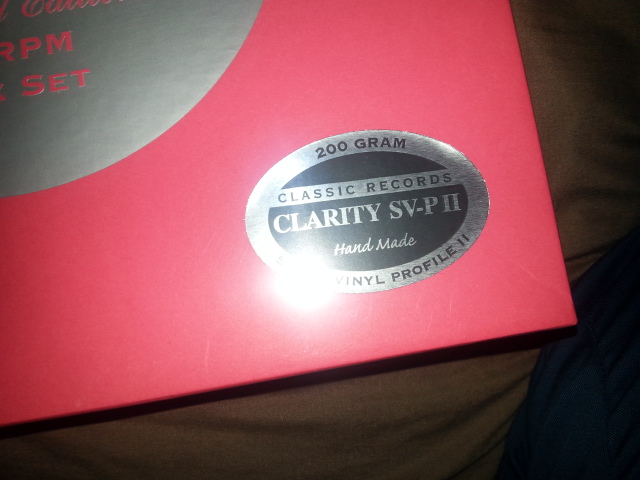 RPM
SET
200 GRAM
CLASSIC RECORDS
CLARITY SV-P II
Hand Made
VINYL PROFILE II